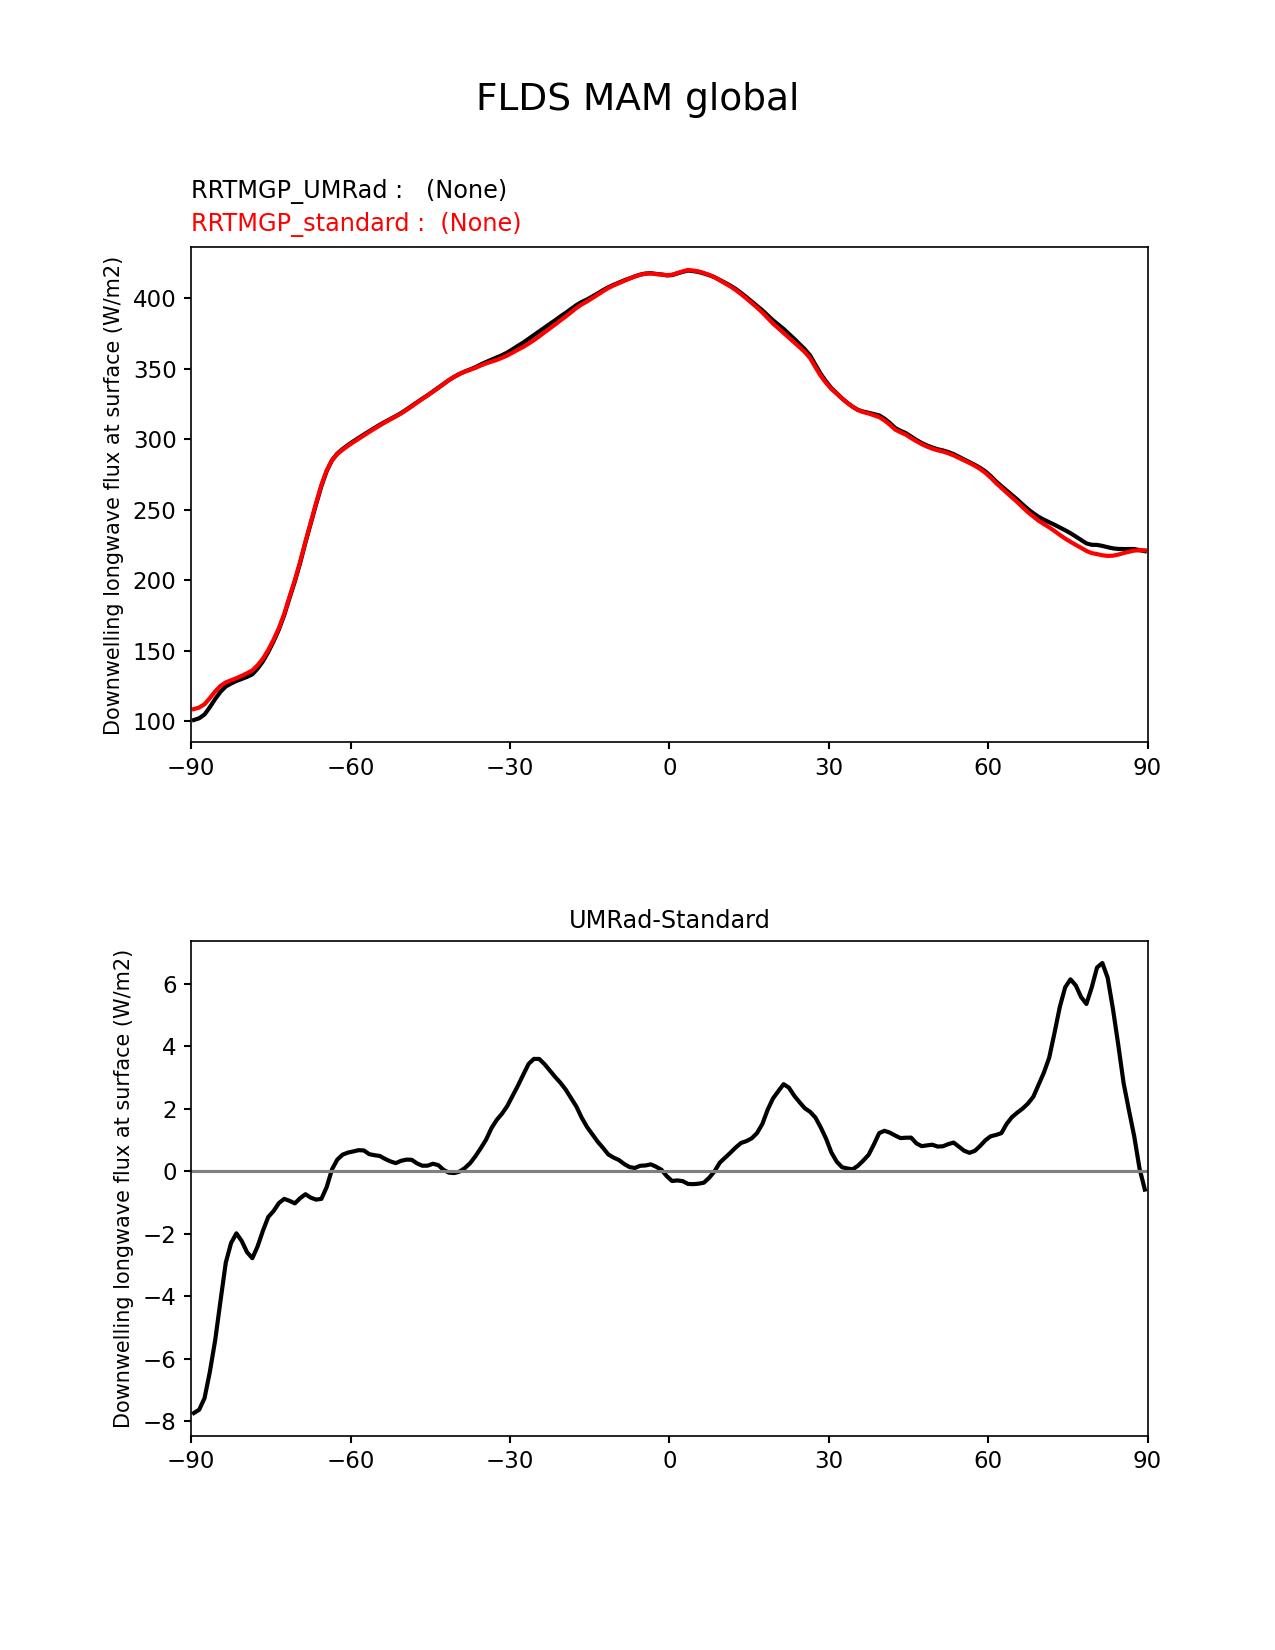 FLDS MAM global
RRTMGP_UMRad :   (None)
RRTMGP_standard :  (None)
Downwelling longwave flux at surface (W/m2)
400
350
300
250
200
150
100
−90 −60 −30 0 30 60 90
UMRad-Standard
Downwelling longwave flux at surface (W/m2)
6
4
2
0
−2
−4
−6
−8
−90 −60 −30 0 30 60 90